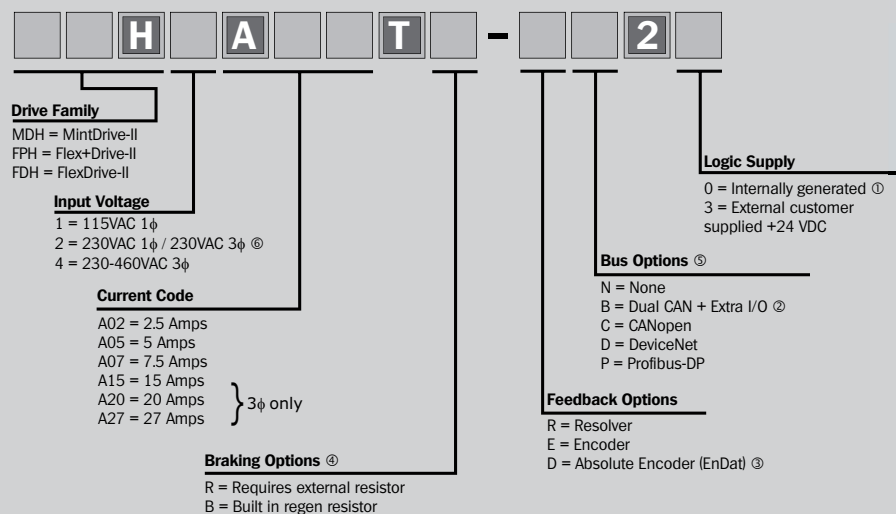 H A T - 2
Drive Family
MDH = MintDrive-II
FPH = Flex+Drive-II
FDH = FlexDrive-II
Input Voltage
1 = 115VAC 1ϕ
2 = 230VAC 1ϕ / 230VAC 3ϕ ⑥
4 = 230-460VAC 3ϕ
Current Code
A02 = 2.5 Amps
A05 = 5 Amps
A07 = 7.5 Amps
A15 = 15 Amps
A20 = 20 Amps
A27 = 27 Amps
} 3ϕ only
Braking Options ④
R = Requires external resistor
B = Built in regen resistor
Logic Supply
0 = Internally generated ①
3 = External customer
supplied +24 VDC
Bus Options ⑤
N = None
B = Dual CAN + Extra I/O ②
C = CANopen
D = DeviceNet
P = Profibus-DP
Feedback Options
R = Resolver
E = Encoder
D = Absolute Encoder (EnDat) ③